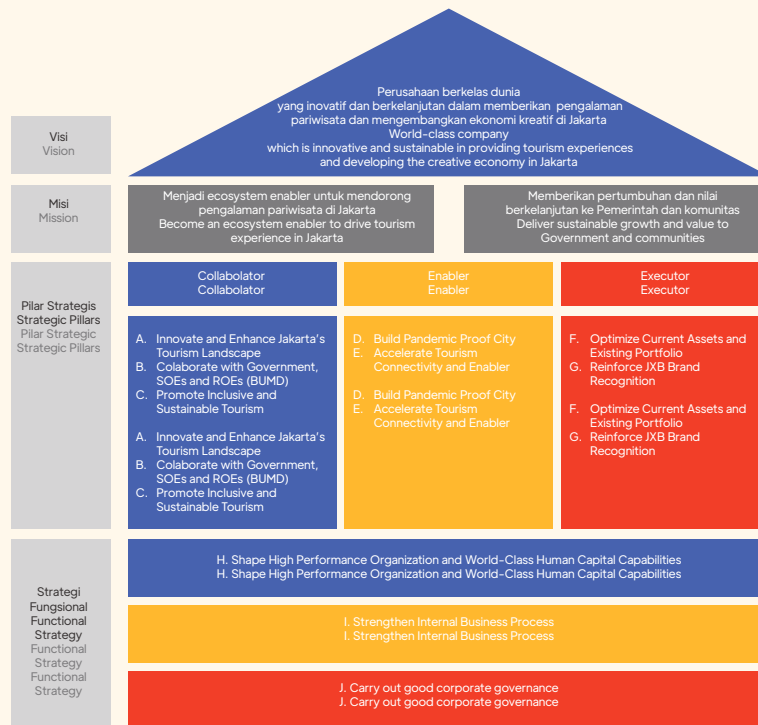 Perusahaan berkelas dunia
yang inovatif dan berkelanjutan dalam memberikan pengalaman
pariwisata dan mengembangkan ekonomi kreatif di Jakarta
World-class company
which is innovative and sustainable in providing tourism experiences
and developing the creative economy in Jakarta
Visi
Vision
Misi
Mission
Menjadi ecosystem enabler untuk mendorong
pengalaman pariwisata di Jakarta
Become an ecosystem enabler to drive tourism
experience in Jakarta
Memberikan pertumbuhan dan nilai
berkelanjutan ke Pemerintah dan komunitas
Deliver sustainable growth and value to
Government and communities
Pilar Strategis
Strategic Pillars
Pilar Strategic
Strategic Pillars
Collabolator
Collabolator
Enabler
Enabler
Executor
Executor
A. Innovate and Enhance Jakarta's
Tourism Landscape
B. Colaborate with Government,
SOEs and ROEs (BUMD)
C. Promote Inclusive and
Sustainable Tourism
A. Innovate and Enhance Jakarta's
Tourism Landscape
B. Colaborate with Government,
SOEs and ROEs (BUMD)
C. Promote Inclusive and
Sustainable Tourism
D. Build Pandemic Proof City
E. Accelerate Tourism
Connectivity and Enabler
D. Build Pandemic Proof City
E. Accelerate Tourism
Connectivity and Enabler
F. Optimize Current Assets and
Existing Portfolio
G. Reinforce JXB Brand
Recognition
F. Optimize Current Assets and
Existing Portfolio
G. Reinforce JXB Brand
Recognition
Strategi
Fungsional
Functional
Strategy
Functional
Strategy
Functional
Strategy
H. Shape High Performance Organization and World-Class Human Capital Capabilities
H. Shape High Performance Organization and World-Class Human Capital Capabilities
I. Strengthen Internal Business Process
I. Strengthen Internal Business Process
J. Carry out good corporate governance
J. Carry out good corporate governance